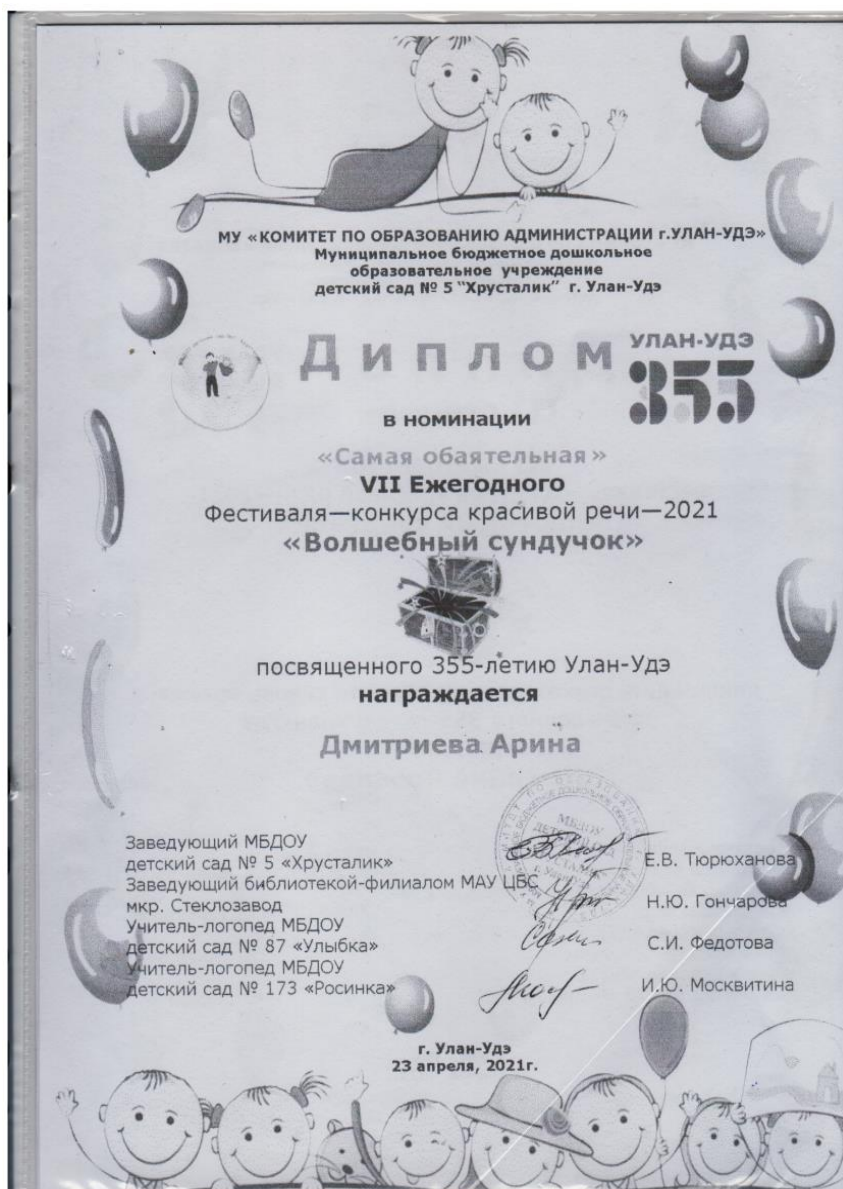 МУ «КОМИТЕТ ПО ОБРАЗОВАНИЮ АДМИНИСТРАЦИИ г.УЛАН-УДЭ»
Муниципальное бюджетное дошкольное
образовательное учреждение
детский сад № 5 "Хрусталик" г. Улан-Удэ
Диплом
УЛАН-УДЭ
355
в номинации
«Самая обаятельная»
VII Ежегодного
Фестиваля—конкурса красивой речи—2021
«Волшебный сундучок»
посвященного 355-летию Улан-Удэ
награждается
Дмитриева Арина
Заведующий МБДОУ
детский сад № 5 «Хрусталик» Е.В. Тюрюханова
Заведующий библиотекой-филиалом МАУ ЦБС
мкр. Стеклозавод Н.Ю. Гончарова
Учитель-логопед МБДОУ
детский сад № 87 «Улыбка» С.И. Федотова
Учитель-логопед МБДОУ
детский сад № 173 «Росинка» И.Ю. Москвитина
МБДОУ
г. Улан-Удэ
23 апреля, 2021г.